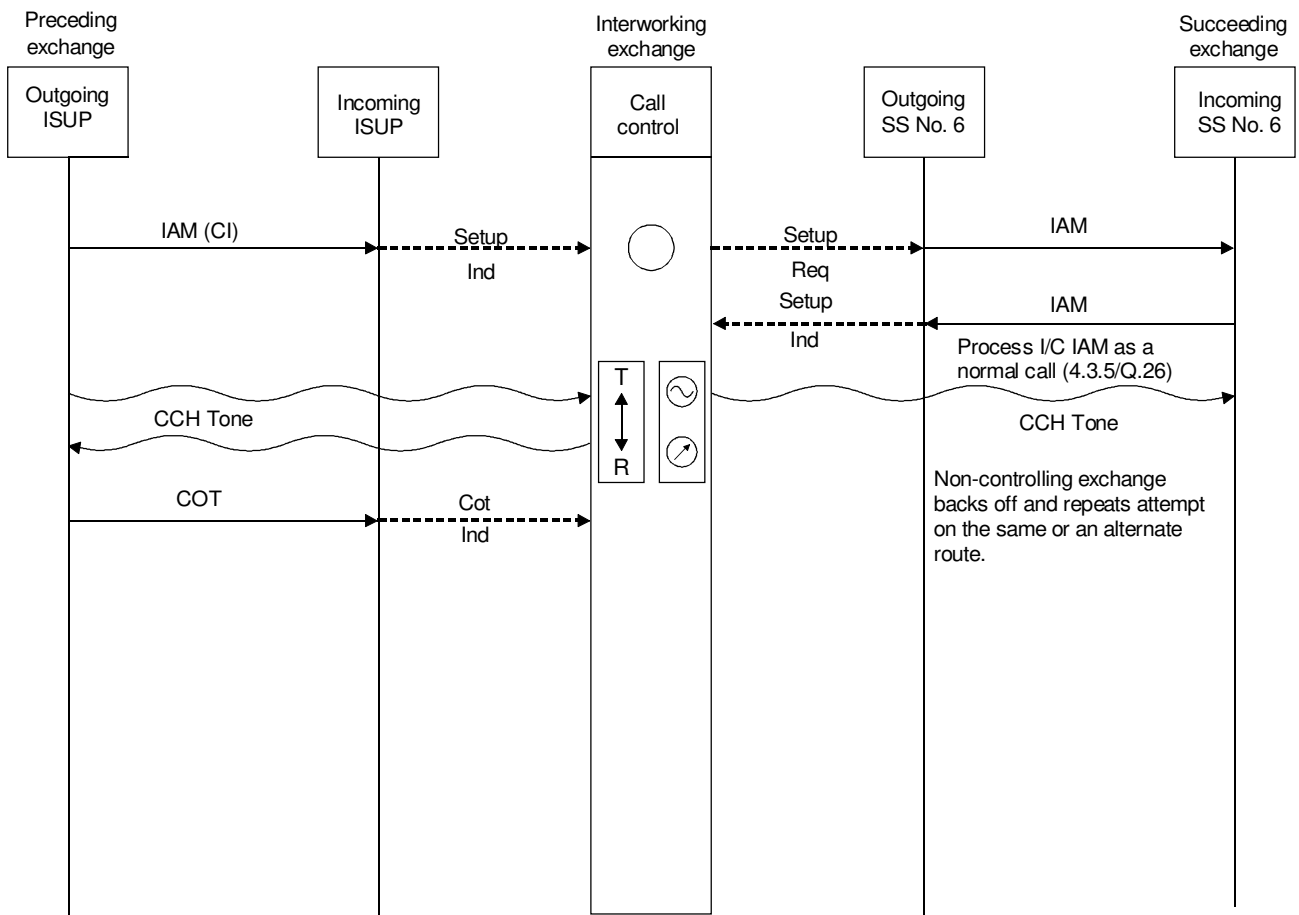 Preceding
exchange
Interworking
exchange
Succeeding
exchange
Outgoing
ISUP
Incoming
ISUP
Call
control
Outgoing
SS No. 6
Incoming
SS No. 6
IAM (CI)
Setup
Ind
Setup
Req
IAM
Setup
Ind
IAM
Process I/C IAM as a
normal call (4.3.5/Q.26)
T
R
CCH Tone
CCH Tone
COT
Cot
Ind
Non-controlling exchange
backs off and repeats attempt
on the same or an alternate
route.